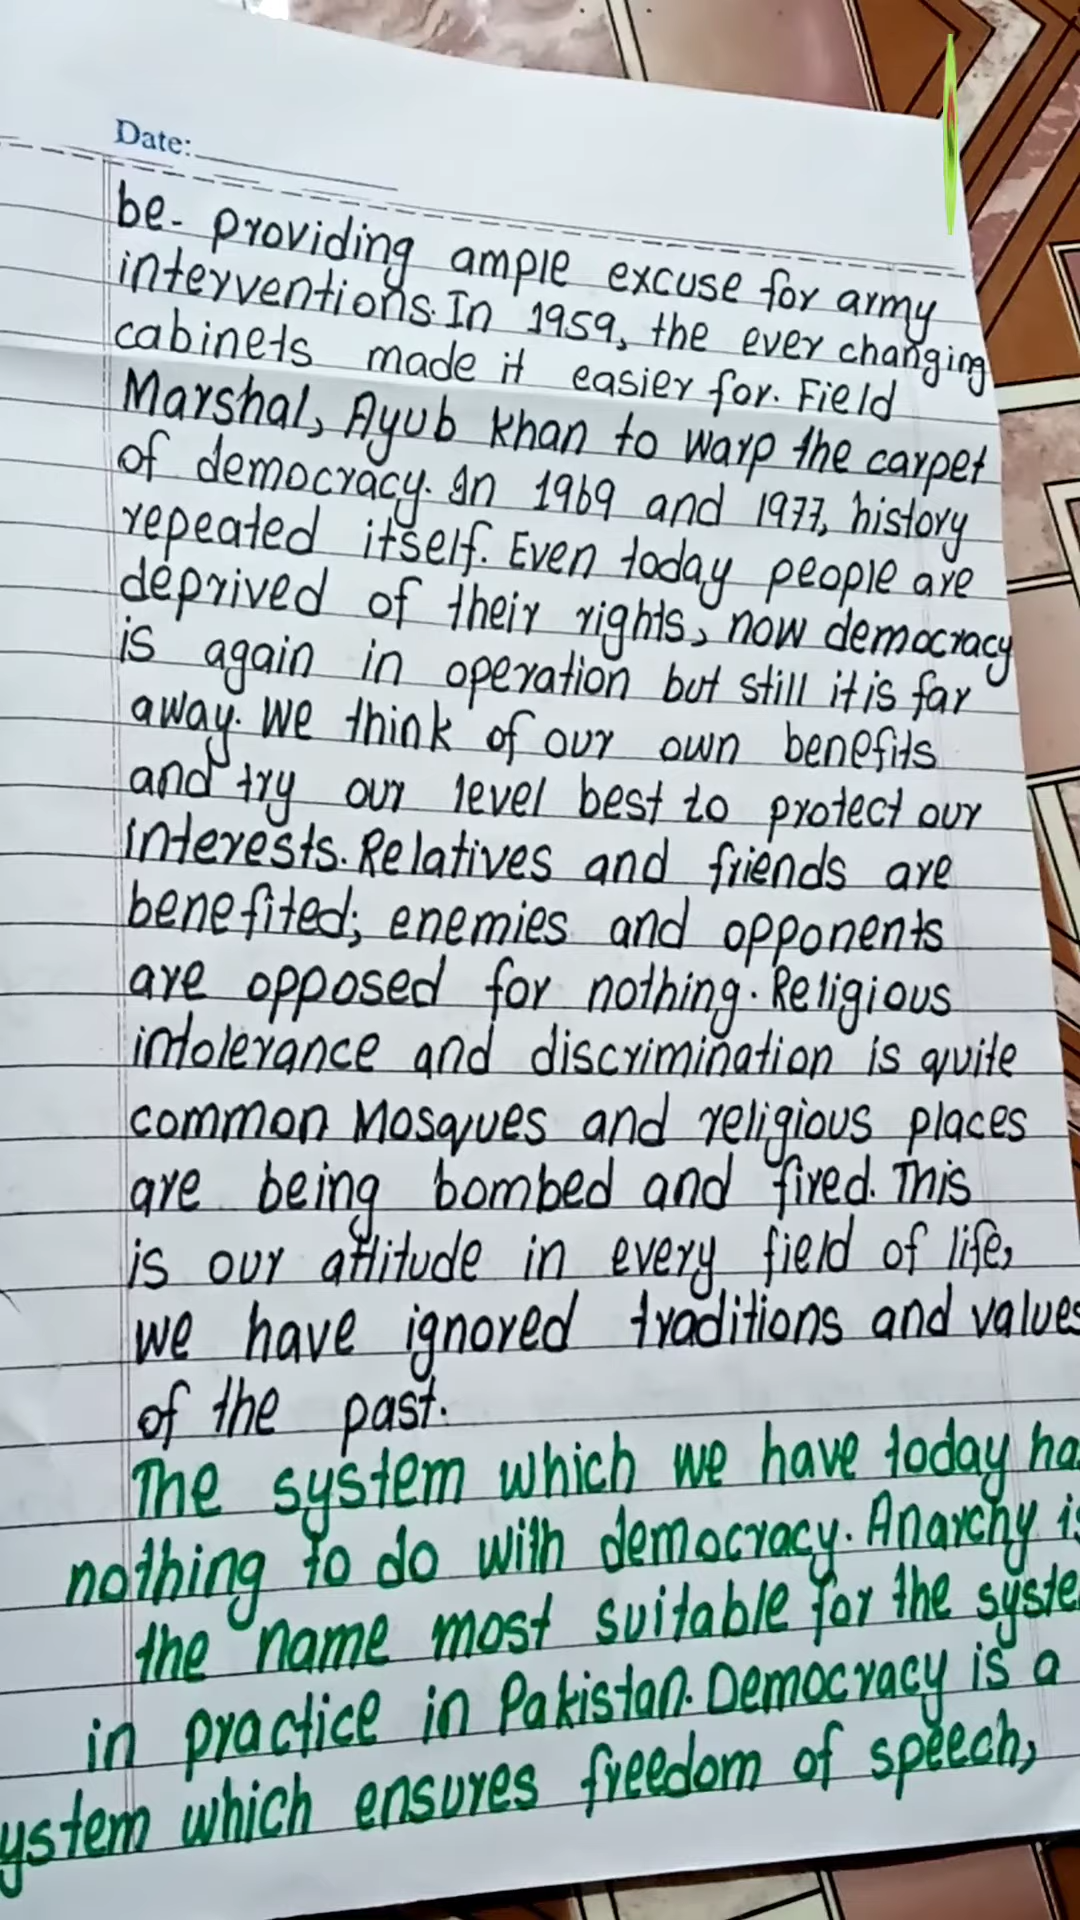 Date:
be- providing ample excuse for army
interventions. In 1959, the ever changing
cabinets made it easier for. Field
Marshal, Ayub Khan to warp the carpet
of democracy. In 1969 and 1977, history
repeated itself. Even today people are
deprived of their rights, now democracy
is again in operation but still it is far
away. We think of our own benefits
and try our level best to protect our
interests. Relatives and friends are
benefited; enemies and opponents
are opposed for nothing. Religious
intolerance and discrimination is quite
common Mosques and religious places
are being bombed and fired. This
is our attitude in every field of life,
we have ignored traditions and values
of the past.
The system which we have today ha
nothing to do with democracy. Anarchy is
the name most suitable for the syste
in practice in Pakistan. Democracy is a
ystem which ensures freedom of speech,